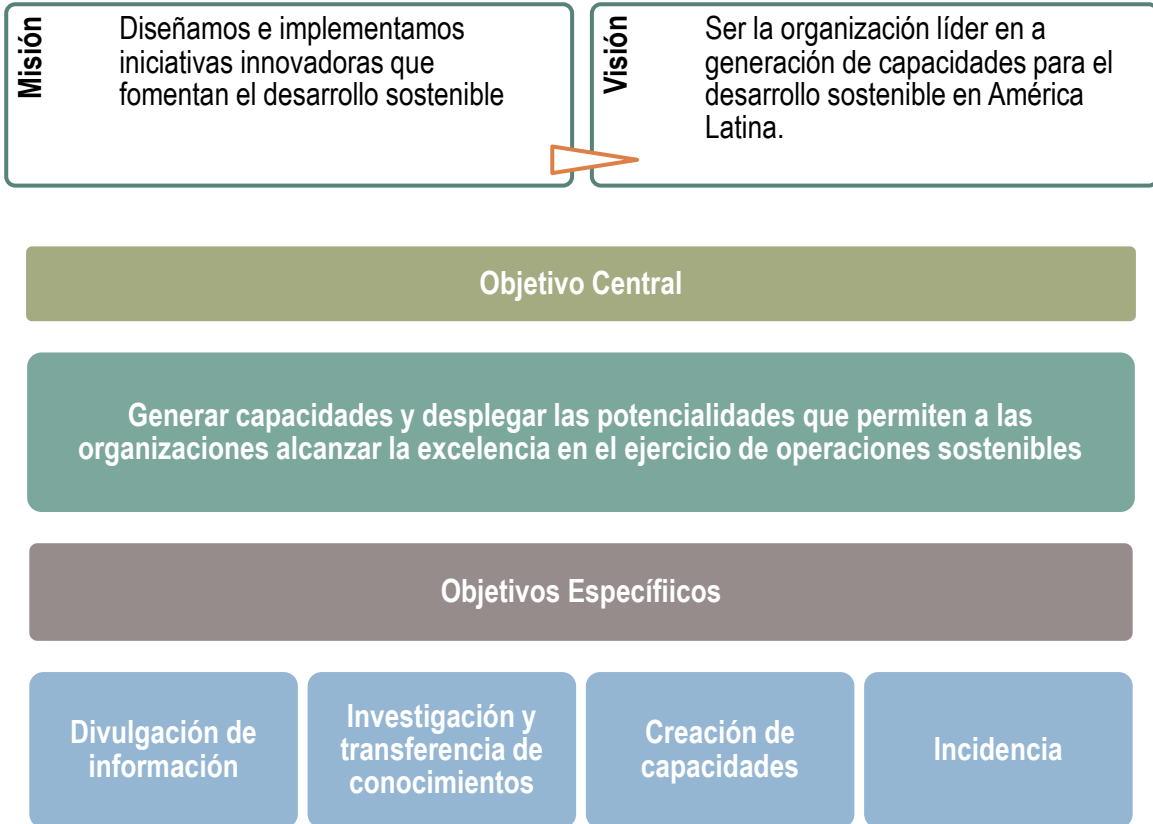 Misión
Diseñamos e implementamos
iniciativas innovadoras que
fomentan el desarrollo sostenible
Visión
Ser la organización líder en a
generación de capacidades para el
desarrollo sostenible en América
Latina.
Objetivo Central
Generar capacidades y desplegar las potencialidades que permiten a las
organizaciones alcanzar la excelencia en el ejercicio de operaciones sostenibles
Objetivos Específiicos
Divulgación de
información
Investigación y
transferencia de
conocimientos
Creación de
capacidades
Incidencia